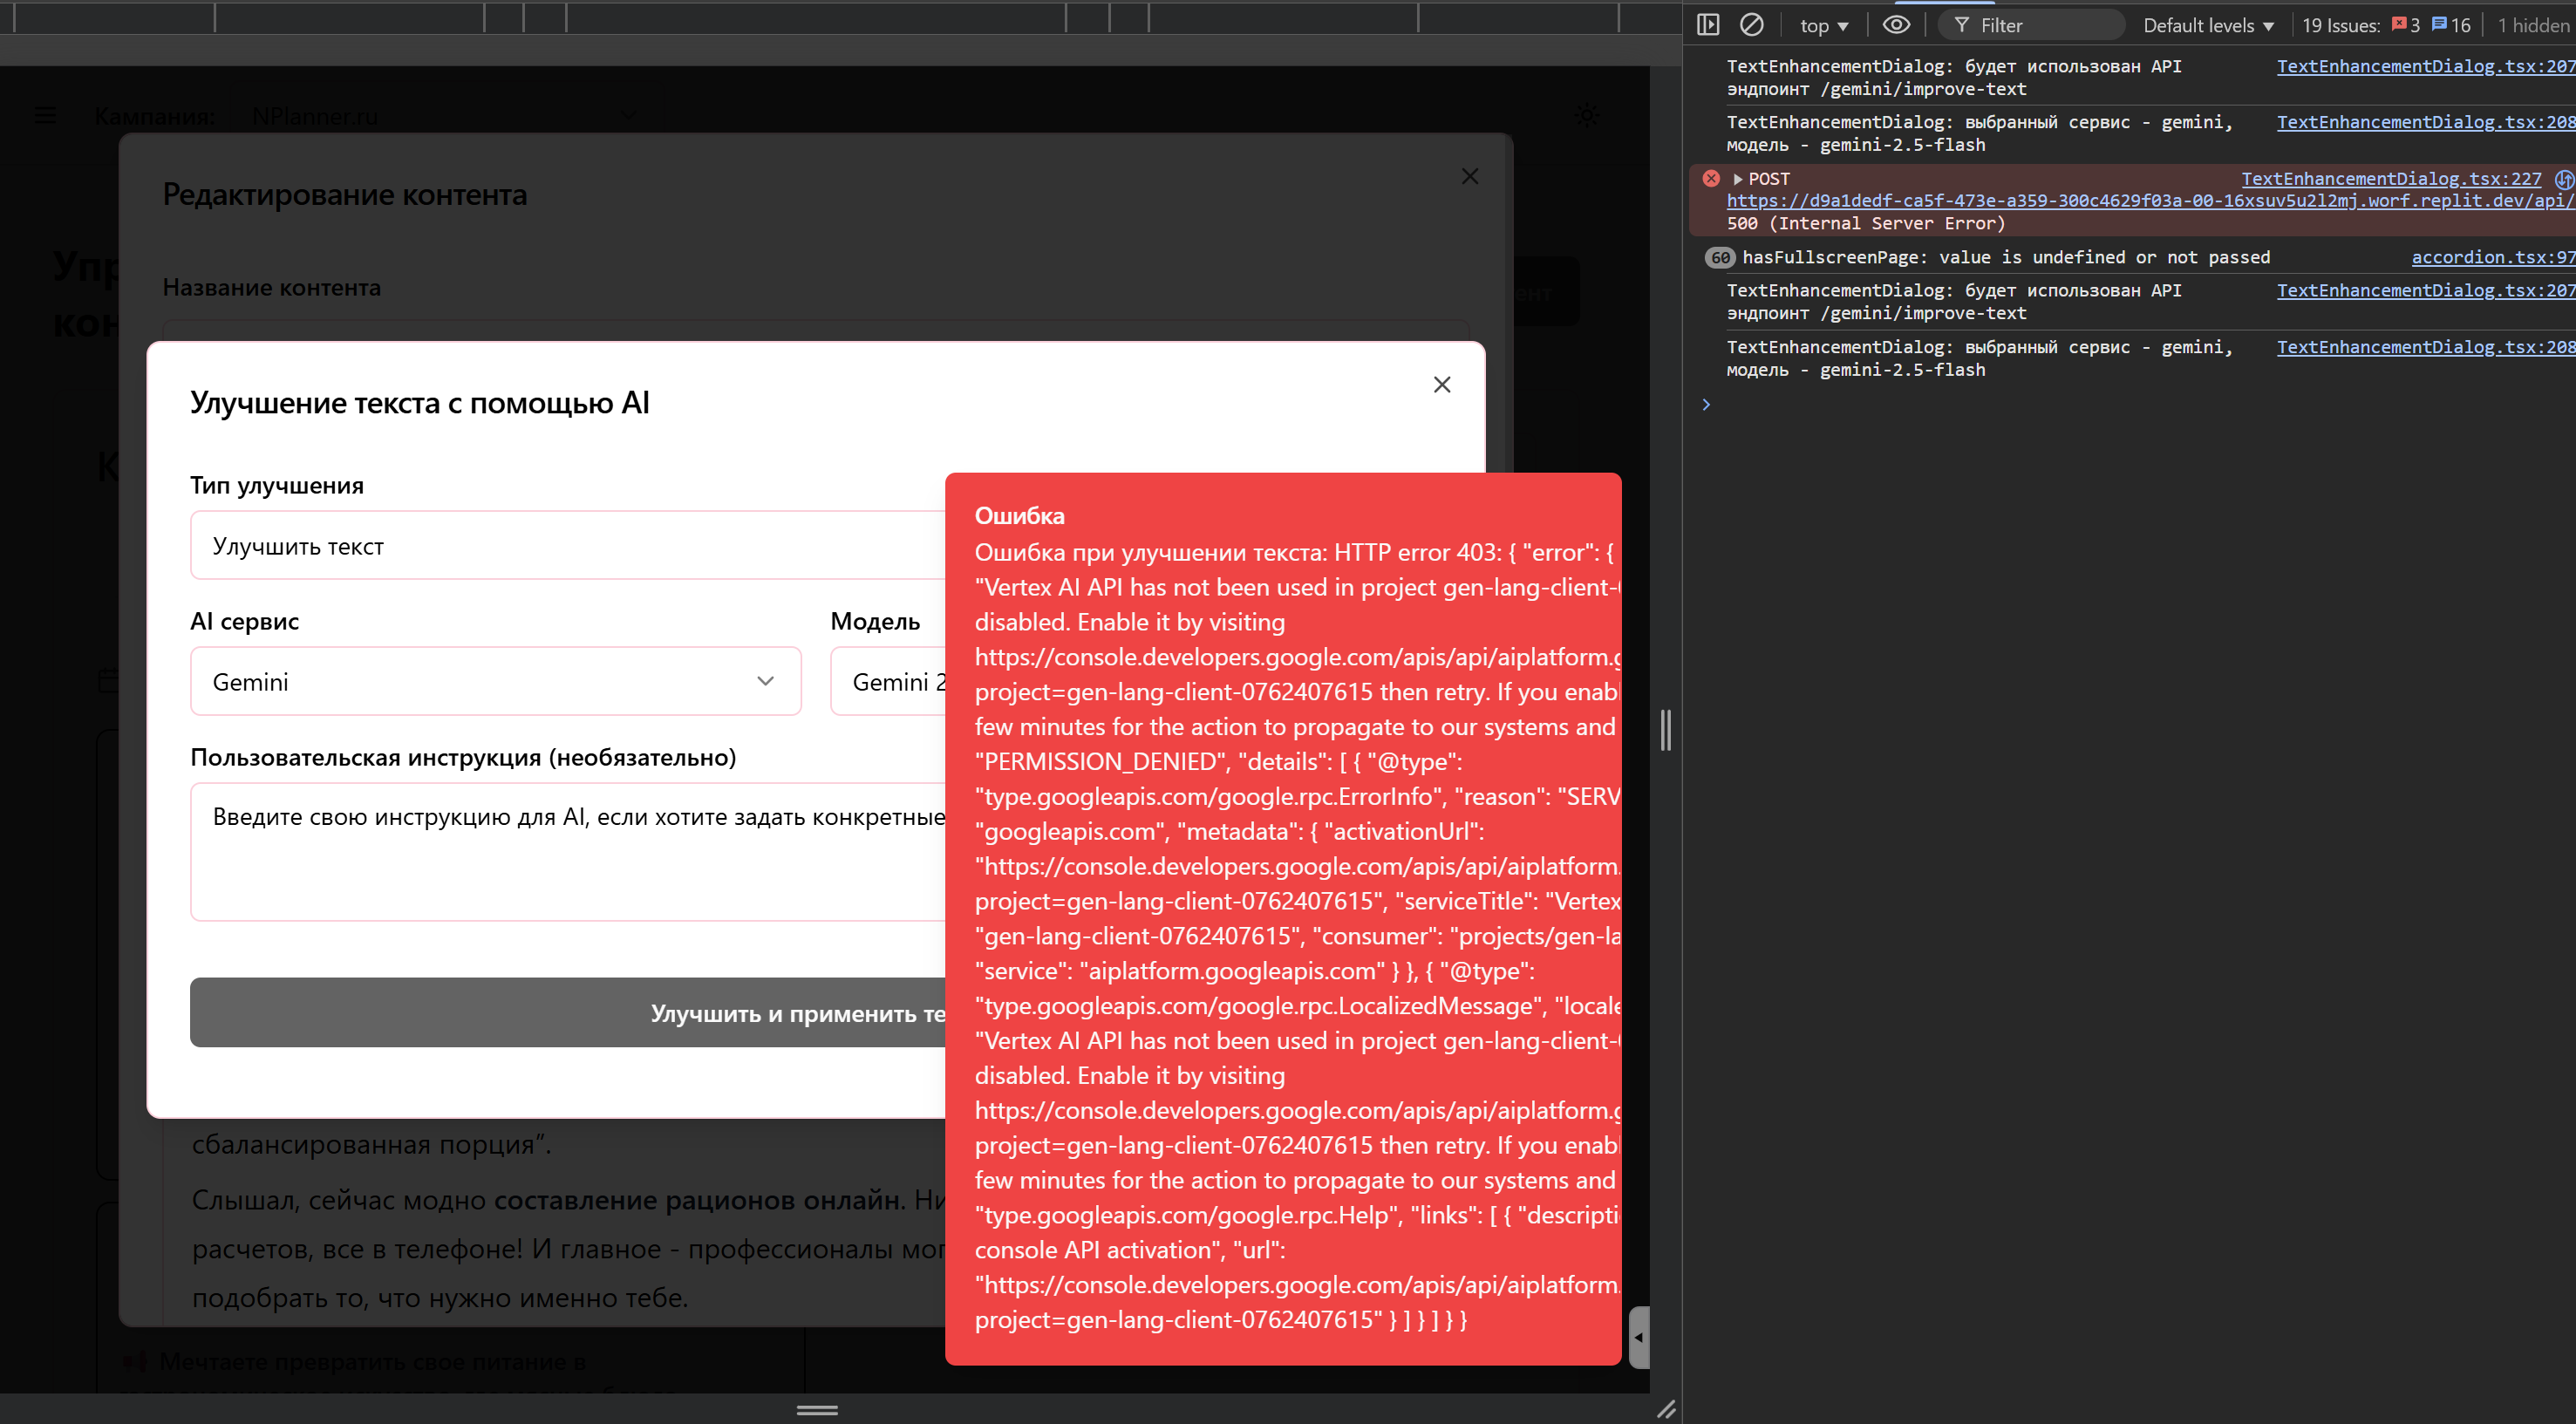 Кампания: NPlanner.ru
Упр
кон
ент
К
Редактирование контента
Название контента
Улучшение текста с помощью AI
Тип улучшения
Улучшить текст
AI сервис
Модель
Gemini
Gemini 2
Пользовательская инструкция (необязательно)
Введите свою инструкцию для AI, если хотите задать конкретные
Улучшить и применить те
сбалансированная порция”.
Слышал, сейчас модно составление рационов онлайн. Ни
расчетов, все в телефоне! И главное - профессионалы мог
подобрать то, что нужно именно тебе.
Мечтаете превратить свое питание в
Ошибка
Ошибка при улучшении текста: HTTP error 403: { "error": {
"Vertex AI API has not been used in project gen-lang-client-
disabled. Enable it by visiting
https://console.developers.google.com/apis/api/aiplatform.g
project=gen-lang-client-0762407615 then retry. If you enab
few minutes for the action to propagate to our systems and
"PERMISSION_DENIED", "details": [ { "@type":
"type.googleapis.com/google.rpc.ErrorInfo", "reason": "SERV
"googleapis.com", "metadata": { "activationUrl":
"https://console.developers.google.com/apis/api/aiplatform.
project=gen-lang-client-0762407615", "serviceTitle": "Vertex
"gen-lang-client-0762407615", "consumer": "projects/gen-la
"service": "aiplatform.googleapis.com" } }, { "@type":
"type.googleapis.com/google.rpc.LocalizedMessage", "locale
"Vertex AI API has not been used in project gen-lang-client-
disabled. Enable it by visiting
https://console.developers.google.com/apis/api/aiplatform.g
project=gen-lang-client-0762407615 then retry. If you enab
few minutes for the action to propagate to our systems and
"type.googleapis.com/google.rpc.Help", "links": [ { "descripti
console API activation", "url":
"https://console.developers.google.com/apis/api/aiplatform.
project=gen-lang-client-0762407615" } ] } ] } }
top Filter Default levels 19 Issues: 3 16 1 hidden
TextEnhancementDialog: будет использован API TextEnhancementDialog.tsx:207
эндпоинт /gemini/improve-text
TextEnhancementDialog: выбранный сервис - gemini, TextEnhancementDialog.tsx:208
модель - gemini-2.5-flash
POST TextEnhancementDialog.tsx:227
https://d9a1dedf-ca5f-473e-a359-300c4629f03a-00-16xsuv5u2l2mj.worf.replit.dev/api/
500 (Internal Server Error)
60 hasFullscreenPage: value is undefined or not passed accordion.tsx:97
TextEnhancementDialog: будет использован API TextEnhancementDialog.tsx:207
эндпоинт /gemini/improve-text
TextEnhancementDialog: выбранный сервис - gemini, TextEnhancementDialog.tsx:208
модель - gemini-2.5-flash